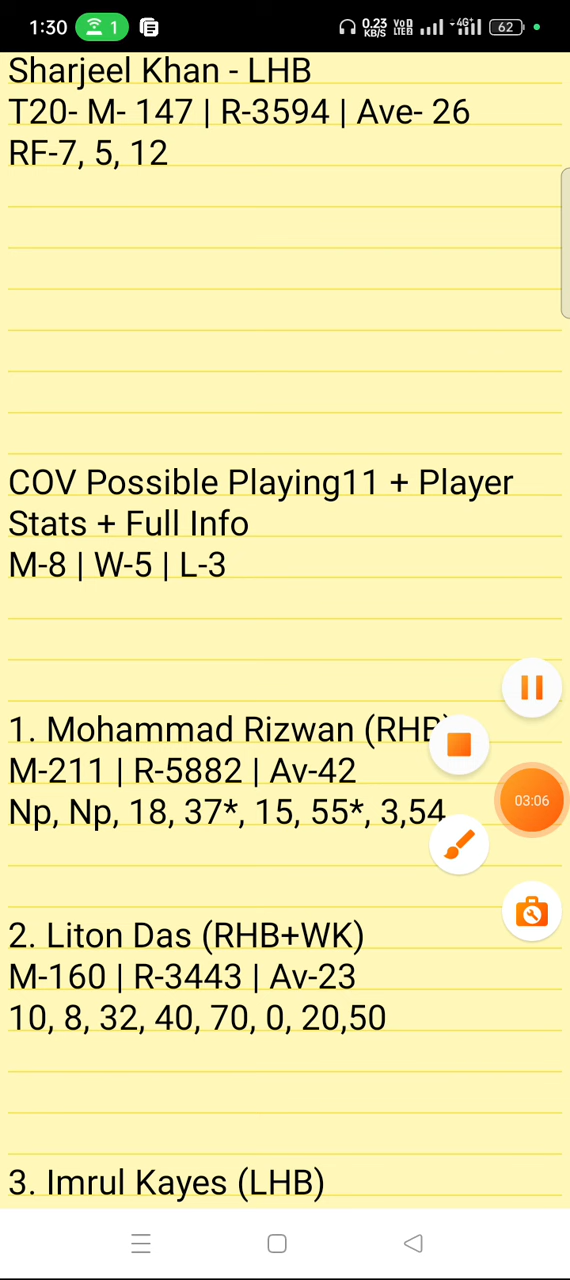 1:30 1 0.23 KB/S VoD LTEB 4G 62
Sharjeel Khan - LHB
T20- M- 147 | R-3594 | Ave- 26
RF-7, 5, 12
COV Possible Playing11 + Player
Stats + Full Info
M-8 | W-5 | L-3
1. Mohammad Rizwan (RHB)
M-211 | R-5882 | Av-42
Np, Np, 18, 37*, 15, 55*, 3,54
03:06
2. Liton Das (RHB+WK)
M-160 | R-3443 | Av-23
10, 8, 32, 40, 70, 0, 20,50
3. Imrul Kayes (LHB)